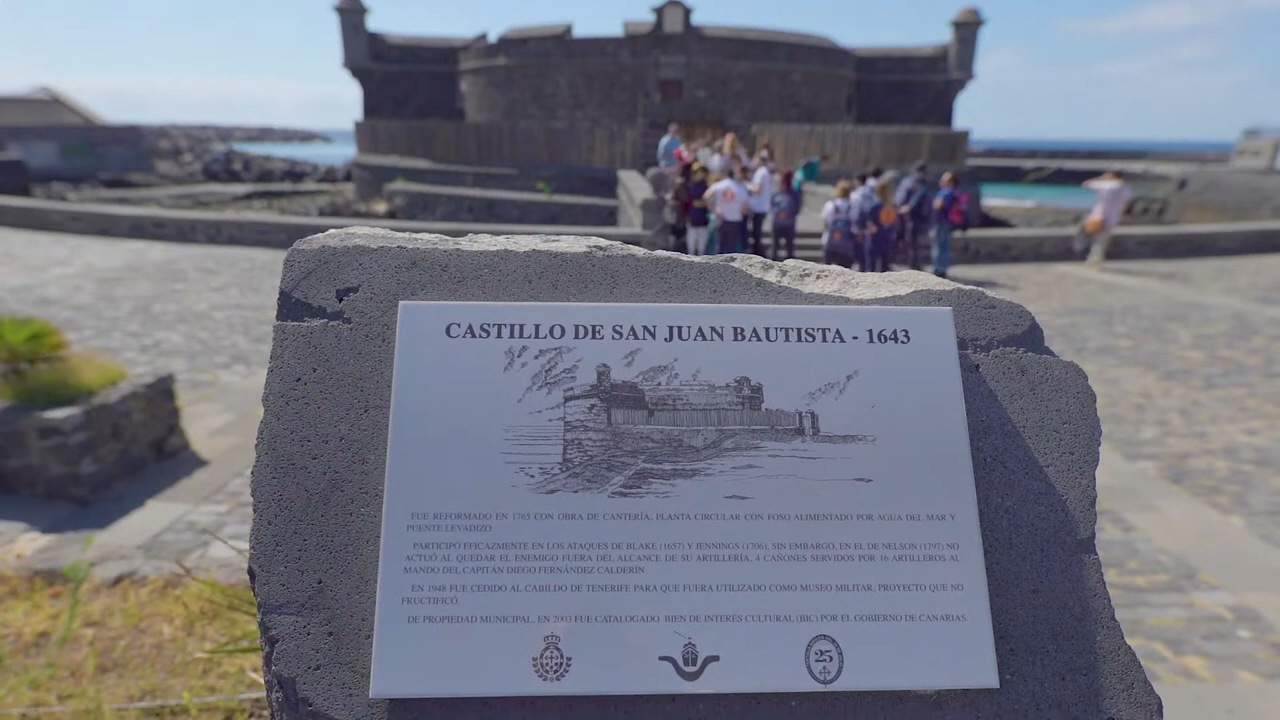 CASTILLO DE SAN JUAN BAUTISTA - 1643
FUE REFORMADO EN 1765 CON OBRA DE CANTERÍA, PLANTA CIRCULAR CON FOSO ALIMENTADO POR AGUA DEL MAR Y
PUENTE LEVADIZO.
PARTICIPÓ EFICAZMENTE EN LOS ATAQUES DE BLAKE (1657) Y JENNINGS (1706), SIN EMBARGO, EN EL DE NELSON (1797) NO
ACTUÓ AL QUEDAR EL ENEMIGO FUERA DEL ALCANCE DE SU ARTILLERÍA, 4 CAÑONES SERVIDOS POR 16 ARTILLEROS AL
MANDO DEL CAPITÁN DIEGO FERNÁNDEZ CALDERÍN.
EN 1948 FUE CEDIDO AL CABILDO DE TENERIFE PARA QUE FUERA UTILIZADO COMO MUSEO MILITAR, PROYECTO QUE NO
FRUCTIFICÓ.
DE PROPIEDAD MUNICIPAL, EN 2003 FUE CATALOGADO BIEN DE INTERÉS CULTURAL (BIC) POR EL GOBIERNO DE CANARIAS.
25